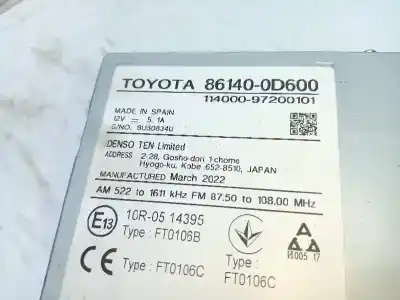 TOYOTA 86140-0D600
114000-97200101
MADE IN SPAIN
12V 5.1A
S/NO. 8U308340
DENSO TEN Limited
ADDRESS 2-28, Gosho-dori 1-chome
Hyogo-ku, Kobe 652-8510, JAPAN
MANUFACTURED March 2022
AM 522 to 1611 kHz FM 87.50 to 108.00 MHz
E13 10R-05 14395
Type : FT0106B
И005 17
CE Type : FT0106C
Type : FT0106C